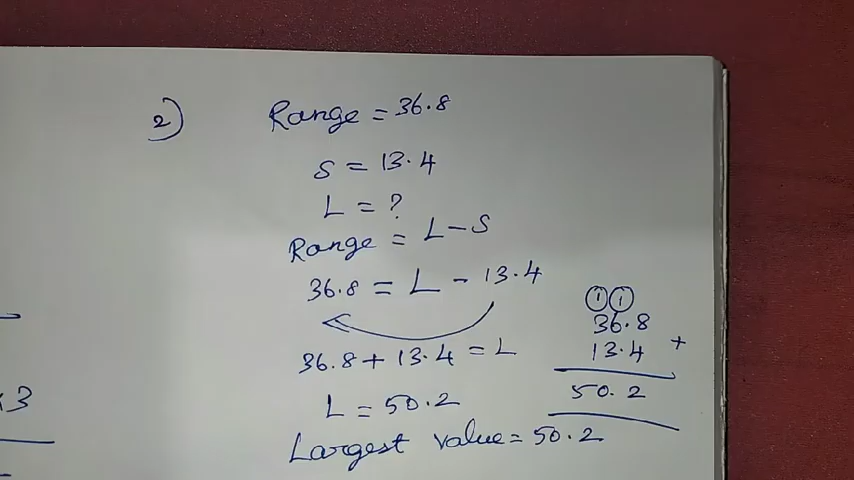 2) Range = 36.8
S = 13.4
L = ?
Range = L - S
36.8 = L - 13.4
36.8 + 13.4 = L
L = 50.2
Largest value = 50.2
1 1
36.8
13.4 +
50.2
3